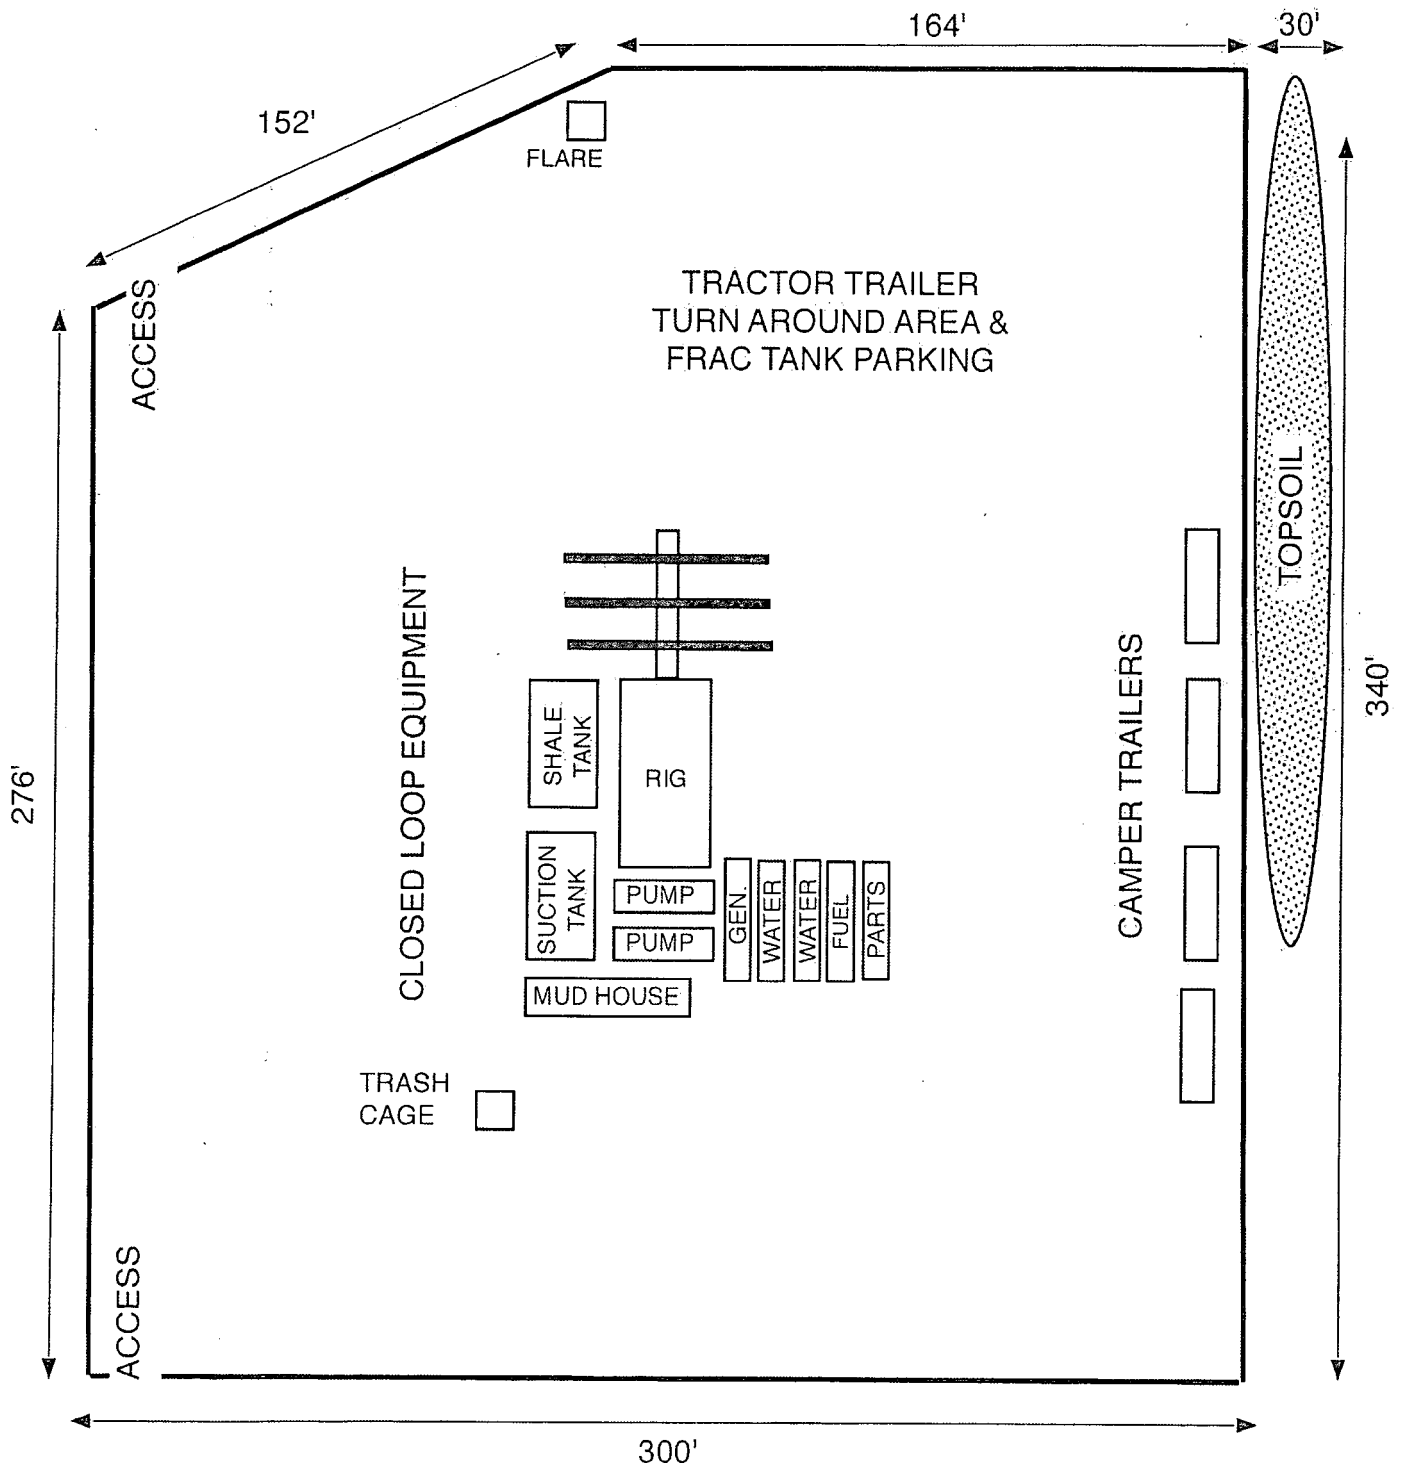 164'
30'
152'
FLARE
ACCESS
TRACTOR TRAILER
TURN AROUND AREA &
FRAC TANK PARKING
TOPSOIL
CLOSED LOOP EQUIPMENT
SHALE
TANK
RIG
CAMPER TRAILERS
340'
276'
SUCTION
TANK
PUMP
PUMP
GEN.
WATER
WATER
FUEL
PARTS
MUD HOUSE
TRASH
CAGE
ACCESS
300'